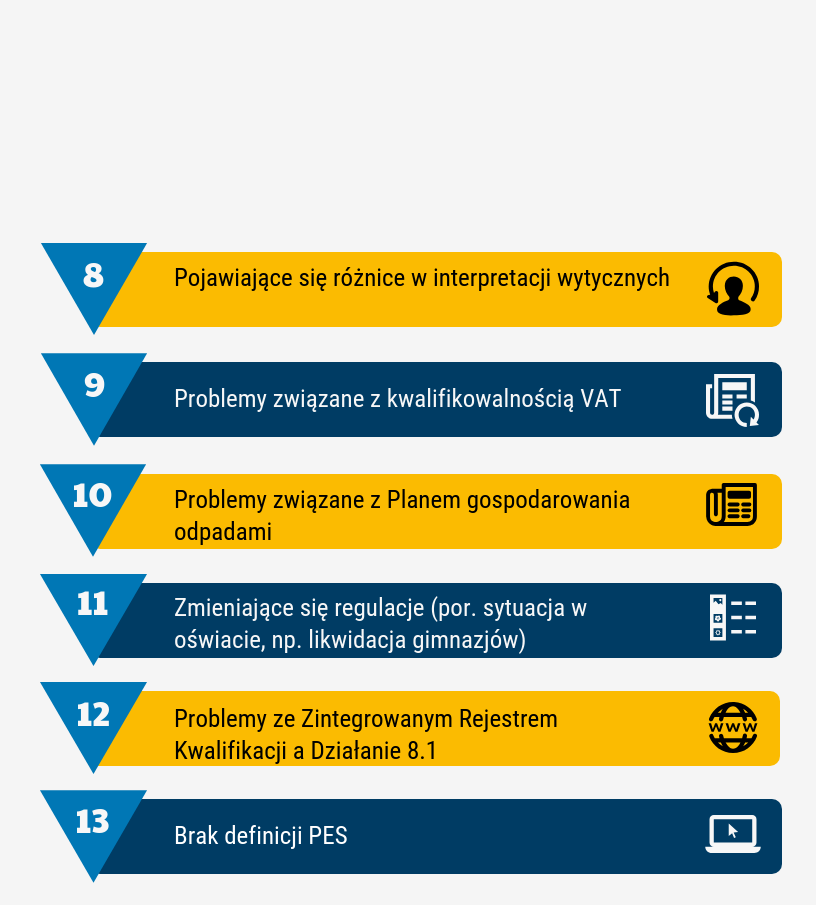 8
Pojawiające się różnice w interpretacji wytycznych
9
Problemy związane z kwalifikowalnością VAT
10
Problemy związane z Planem gospodarowania
odpadami
11
Zmieniające się regulacje (por. sytuacja w
oświacie, np. likwidacja gimnazjów)
12
Problemy ze Zintegrowanym Rejestrem
Kwalifikacji a Działanie 8.1
WWW
13
Brak definicji PES